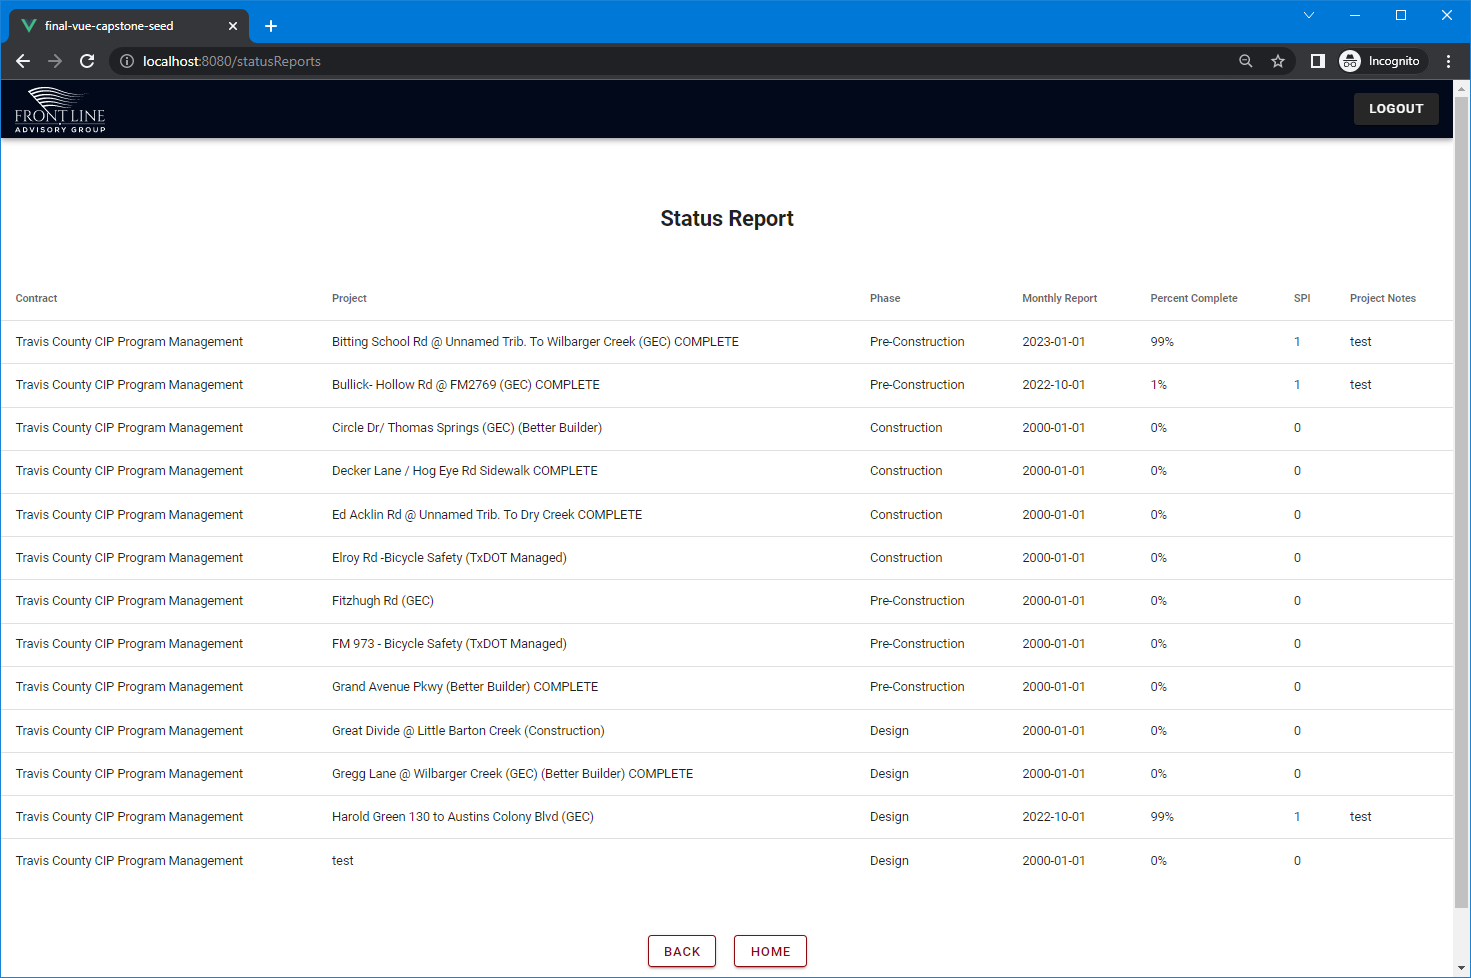 final-vue-capstone-seed
localhost:8080/statusReports
Incognito
FRONT LINE
ADVISORY GROUP
LOGOUT
Status Report
Contract Project Phase Monthly Report Percent Complete SPI Project Notes
Travis County CIP Program Management Bitting School Rd @ Unnamed Trib. To Wilbarger Creek (GEC) COMPLETE Pre-Construction 2023-01-01 99% 1 test
Travis County CIP Program Management Bullick- Hollow Rd @ FM2769 (GEC) COMPLETE Pre-Construction 2022-10-01 1% 1 test
Travis County CIP Program Management Circle Dr/ Thomas Springs (GEC) (Better Builder) Construction 2000-01-01 0% 0
Travis County CIP Program Management Decker Lane / Hog Eye Rd Sidewalk COMPLETE Construction 2000-01-01 0% 0
Travis County CIP Program Management Ed Acklin Rd @ Unnamed Trib. To Dry Creek COMPLETE Construction 2000-01-01 0% 0
Travis County CIP Program Management Elroy Rd -Bicycle Safety (TxDOT Managed) Construction 2000-01-01 0% 0
Travis County CIP Program Management Fitzhugh Rd (GEC) Pre-Construction 2000-01-01 0% 0
Travis County CIP Program Management FM 973 - Bicycle Safety (TxDOT Managed) Pre-Construction 2000-01-01 0% 0
Travis County CIP Program Management Grand Avenue Pkwy (Better Builder) COMPLETE Pre-Construction 2000-01-01 0% 0
Travis County CIP Program Management Great Divide @ Little Barton Creek (Construction) Design 2000-01-01 0% 0
Travis County CIP Program Management Gregg Lane @ Wilbarger Creek (GEC) (Better Builder) COMPLETE Design 2000-01-01 0% 0
Travis County CIP Program Management Harold Green 130 to Austins Colony Blvd (GEC) Design 2022-10-01 99% 1 test
Travis County CIP Program Management test Design 2000-01-01 0% 0
BACK HOME